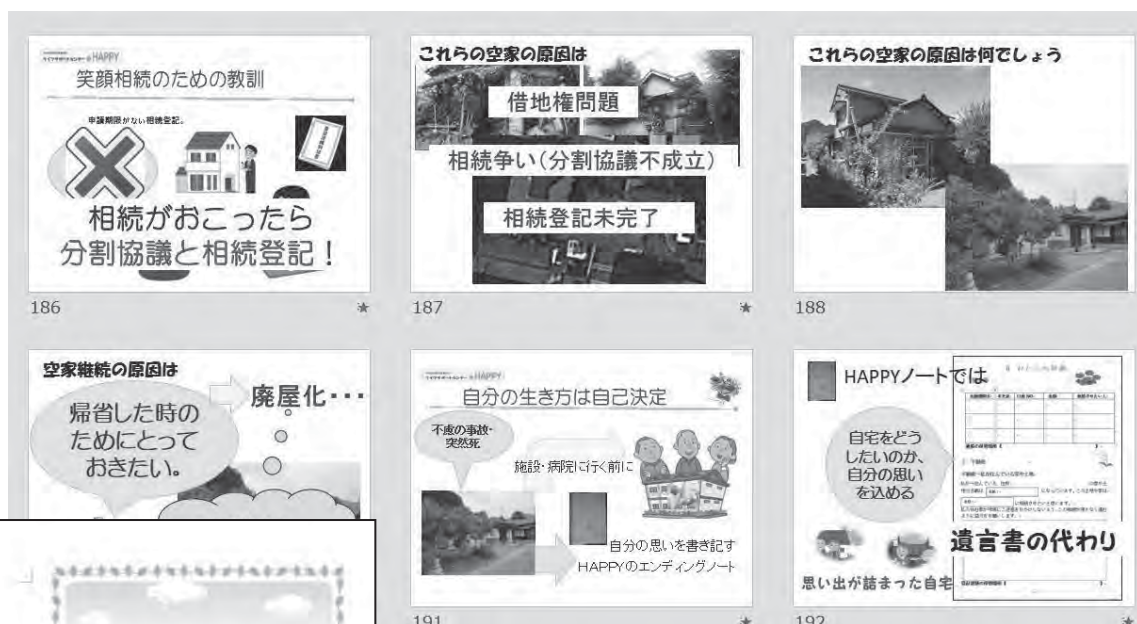 HAPPY
笑顔相続のための教訓
申請期限がない相続登記。
相続がおこったら
分割協議と相続登記！
186
これらの空家の原因は
借地権問題
相続争い（分割協議不成立）
相続登記未完了
187
これらの空家の原因は何でしょう
188
空家継続の原因は
帰省した時の
ためにとって
おきたい。
廃屋化・・・
HAPPY
自分の生き方は自己決定
不慮の事故・
突然死
施設・病院に行く前に
自分の思いを書き記す
HAPPYのエンディングノート
191
HAPPYノートでは
自宅をどう
したいのか、
自分の思い
を込める
遺言書の代わり
思い出が詰まった自宅
192